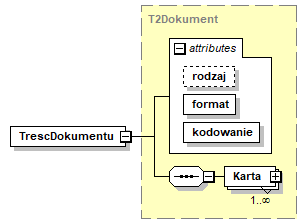 T2Dokument
attributes
rodzaj
format
kodowanie
TrescDokumentu
Karta
1..∞